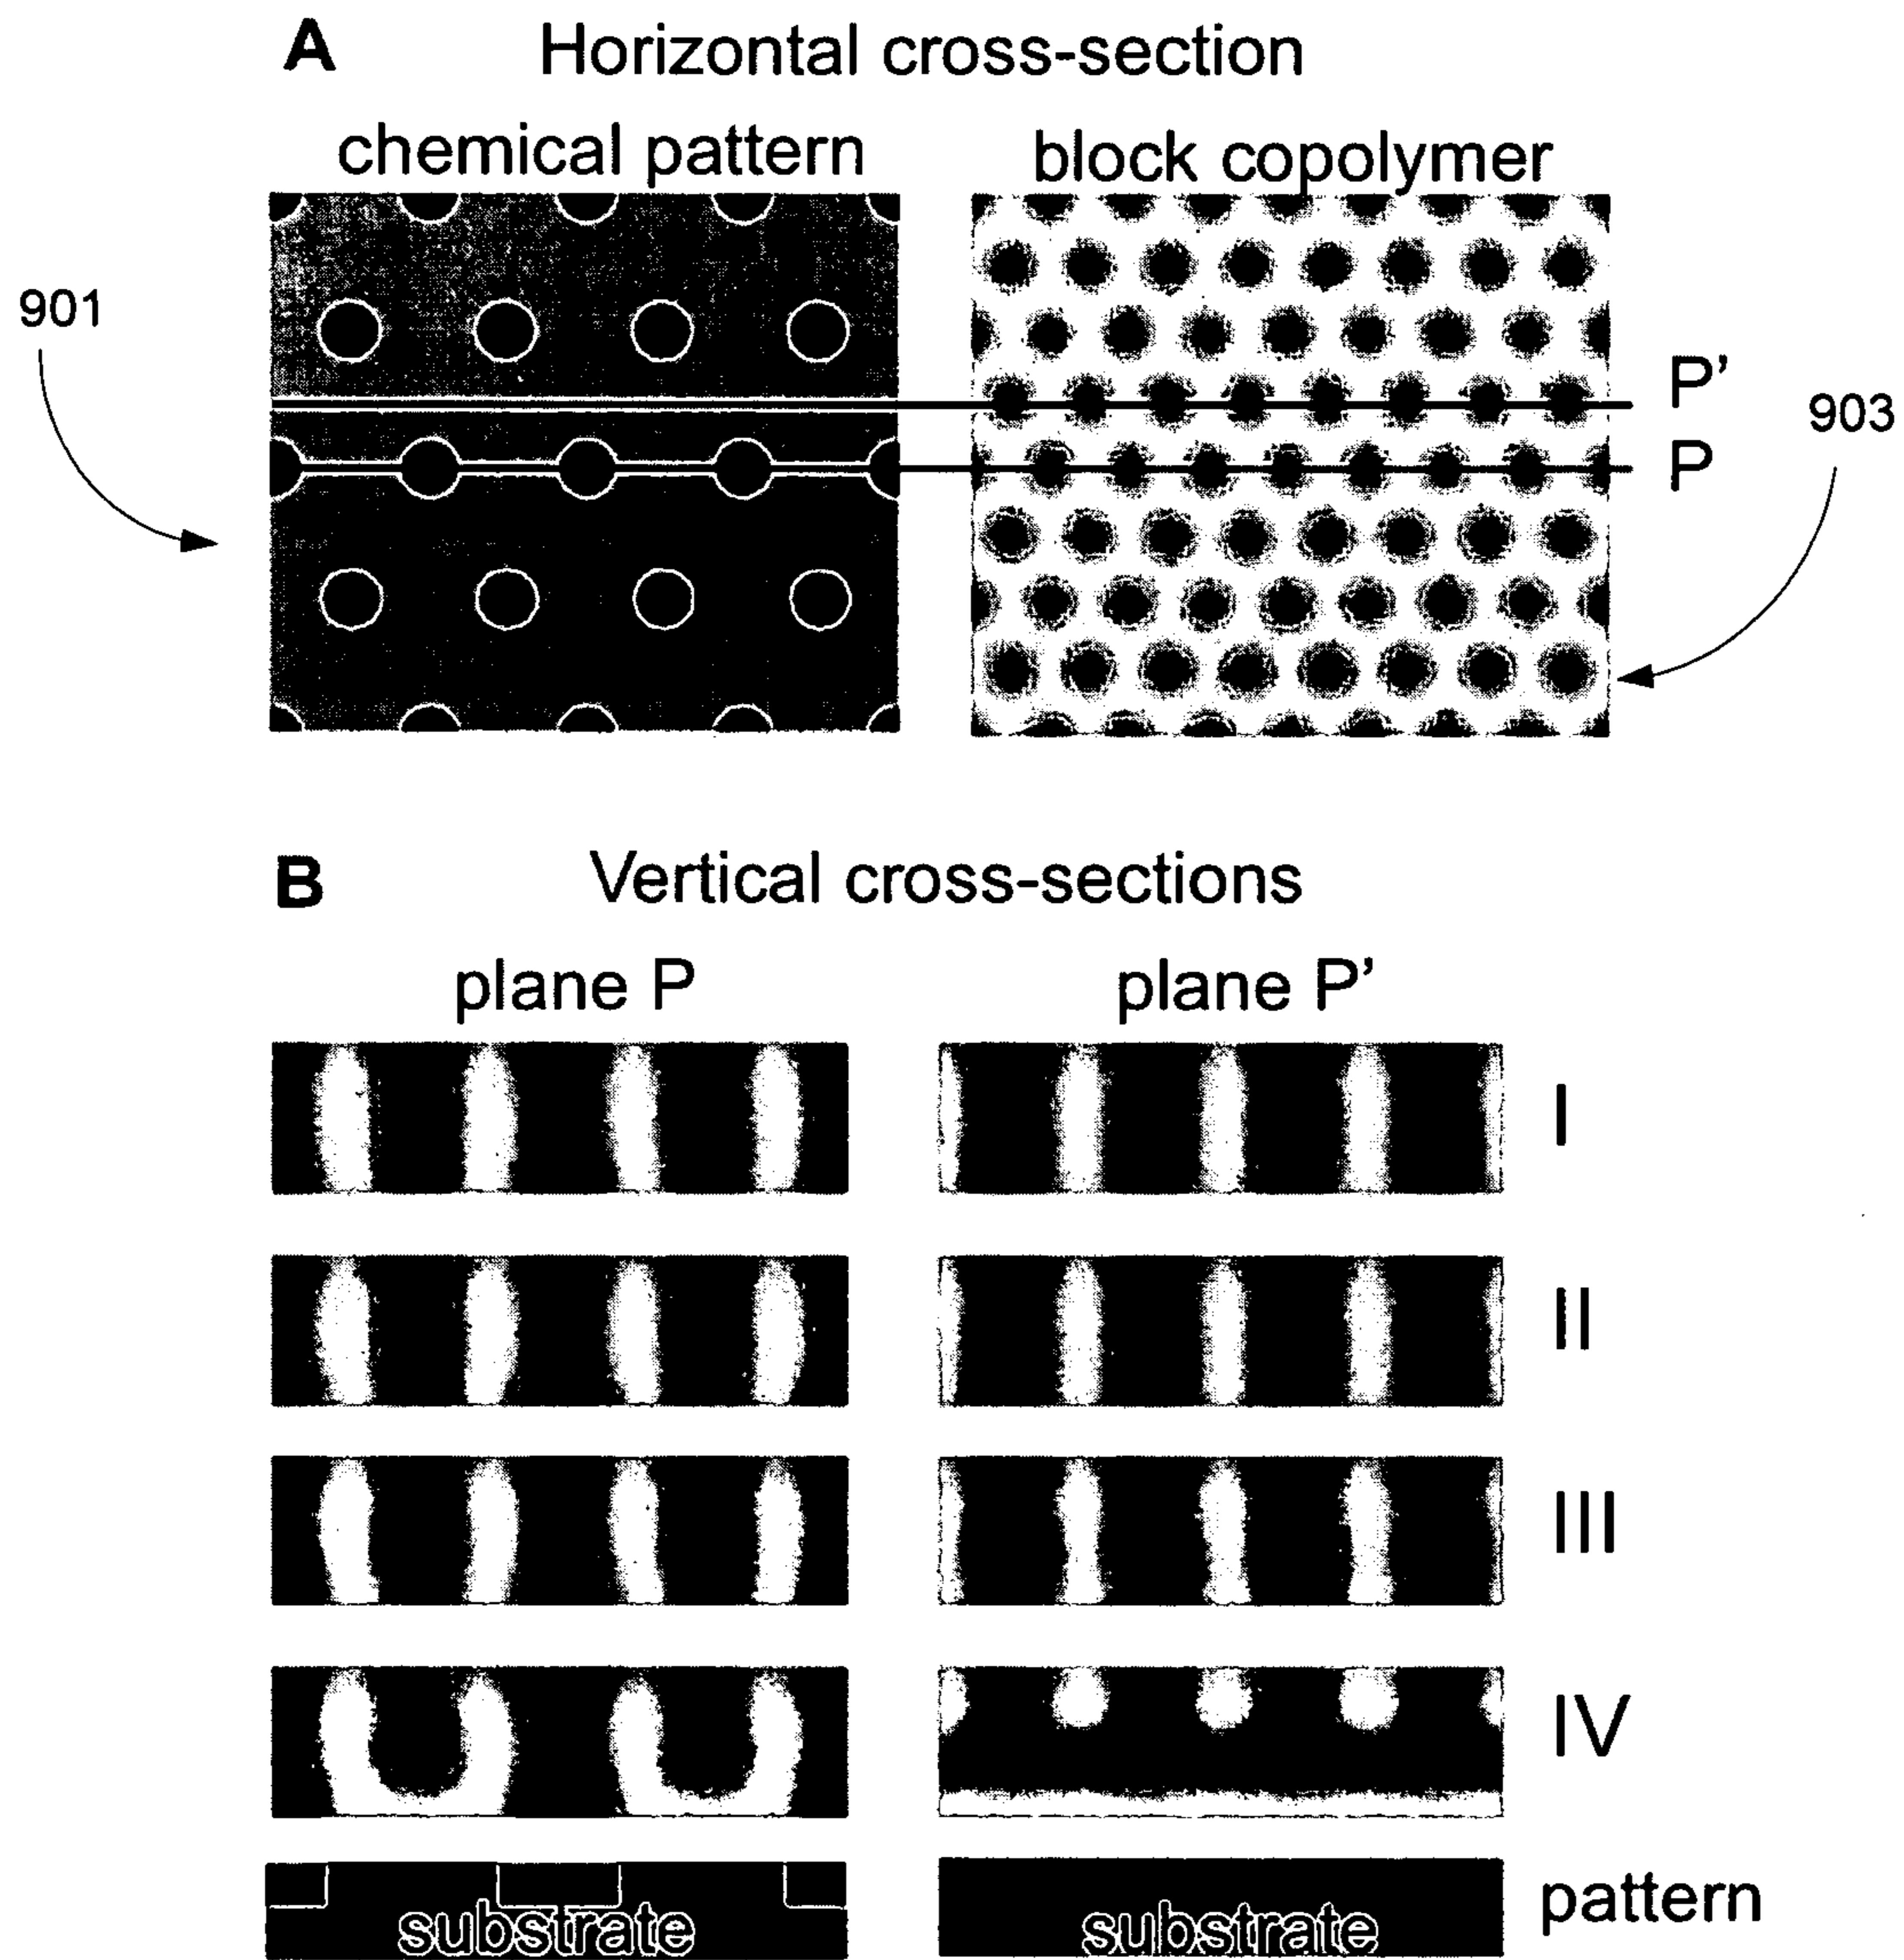 A Horizontal cross-section
chemical pattern block copolymer
901
P'
903
P
B Vertical cross-sections
plane P plane P'
I
II
III
IV
substrate substrate pattern